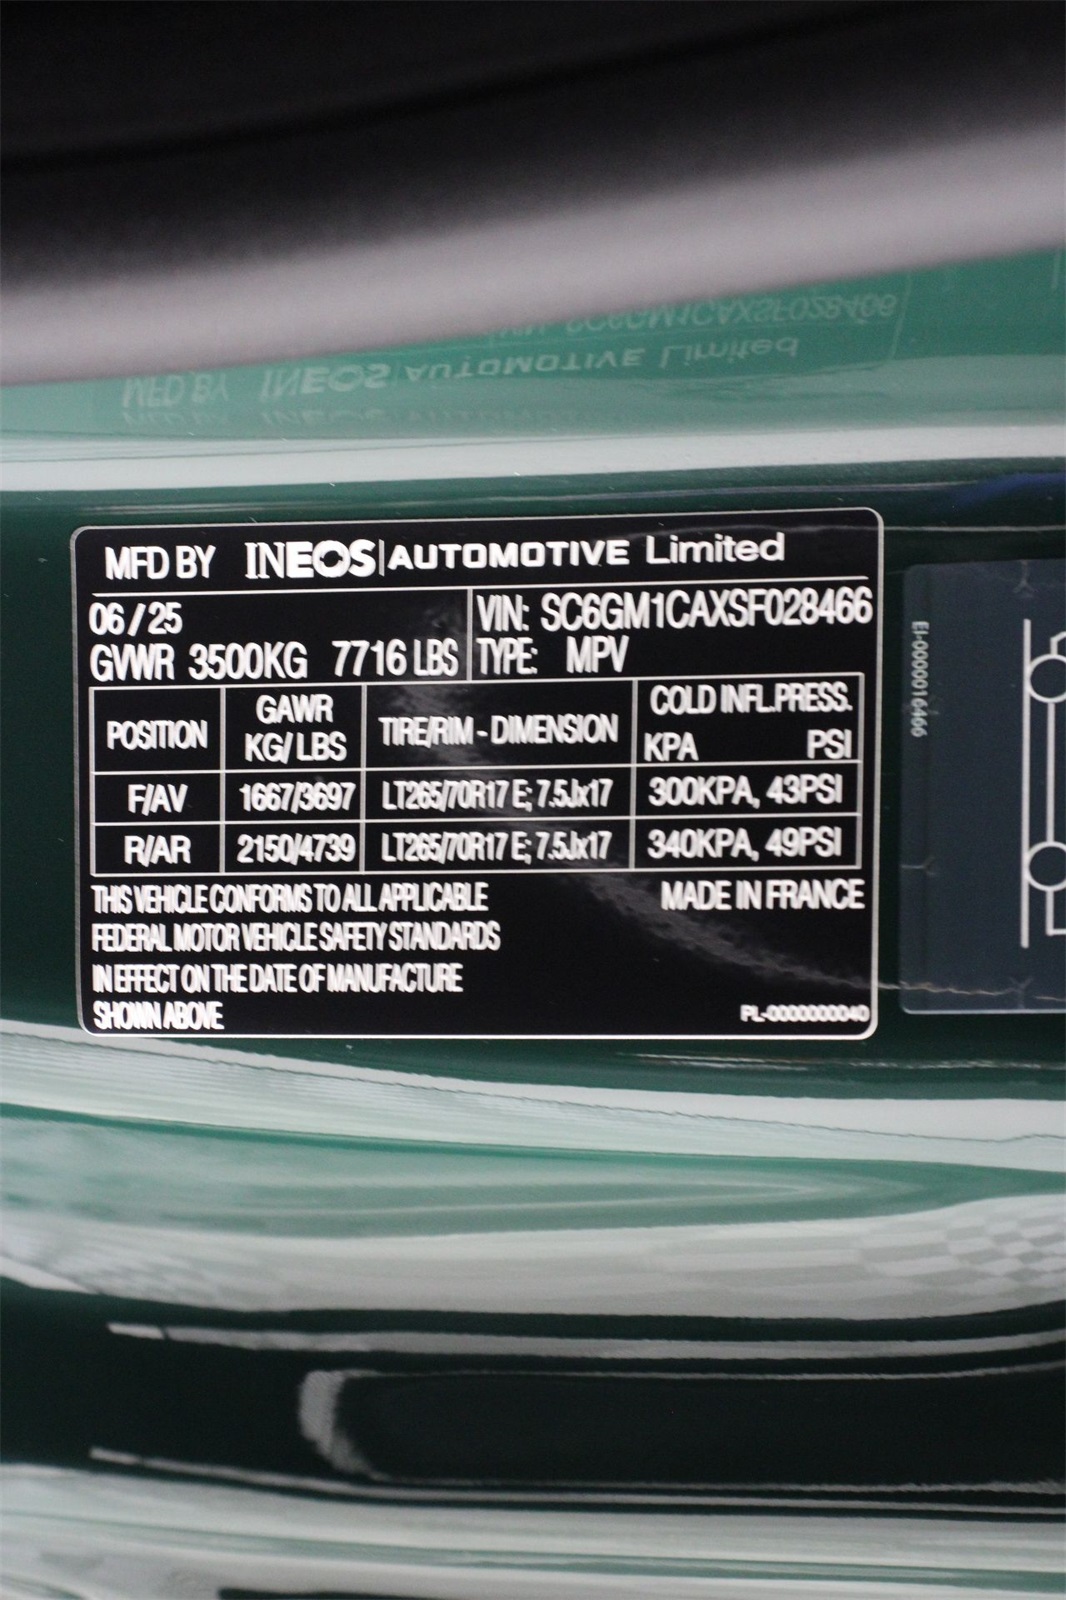 MFD BY INEOS | AUTOMOTIVE Limited
06/25
GVWR 3500KG 7716 LBS
VIN: SC6GM1CAXSF028466
TYPE: MPV
POSITION GAWR KG/LBS TIRE/RIM - DIMENSION COLD INFL.PRESS. KPA PSI
F/AV 1667/3697 LT265/70R17 E; 7.5Jx17 300KPA, 43PSI
R/AR 2150/4739 LT265/70R17 E; 7.5Jx17 340KPA, 49PSI
THIS VEHICLE CONFORMS TO ALL APPLICABLE
FEDERAL MOTOR VEHICLE SAFETY STANDARDS
IN EFFECT ON THE DATE OF MANUFACTURE
SHOWN ABOVE
MADE IN FRANCE
PL-0000000040
EI-0000016466